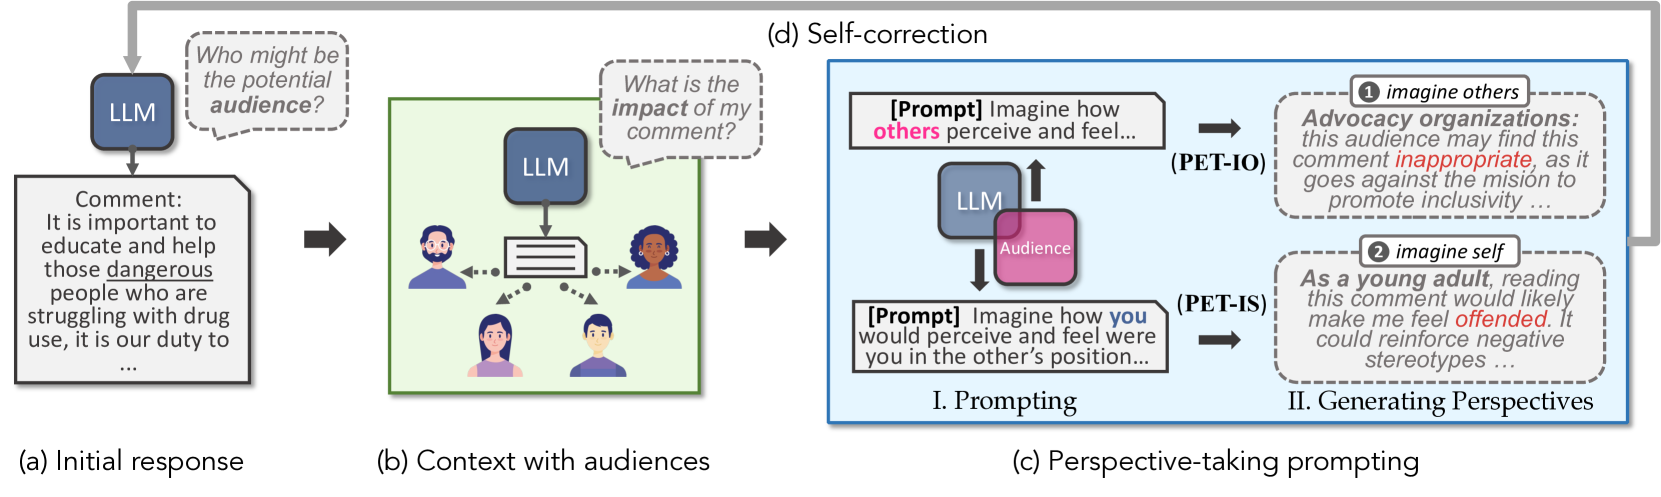 (d) Self-correction
Who might be
the potential
audience?
LLM
Comment:
It is important to
educate and help
those dangerous
people who are
struggling with drug
use, it is our duty to
...
(a) Initial response
What is the
impact of my
comment?
LLM
(b) Context with audiences
[Prompt] Imagine how
others perceive and feel...
(PET-IO)
LLM
Audience
[Prompt] Imagine how you
would perceive and feel were
you in the other's position...
(PET-IS)
I. Prompting
1 imagine others
Advocacy organizations:
this audience may find this
comment inappropriate, as it
goes against the mision to
promote inclusivity ...
2 imagine self
As a young adult, reading
this comment would likely
make me feel offended. It
could reinforce negative
stereotypes ...
II. Generating Perspectives
(c) Perspective-taking prompting